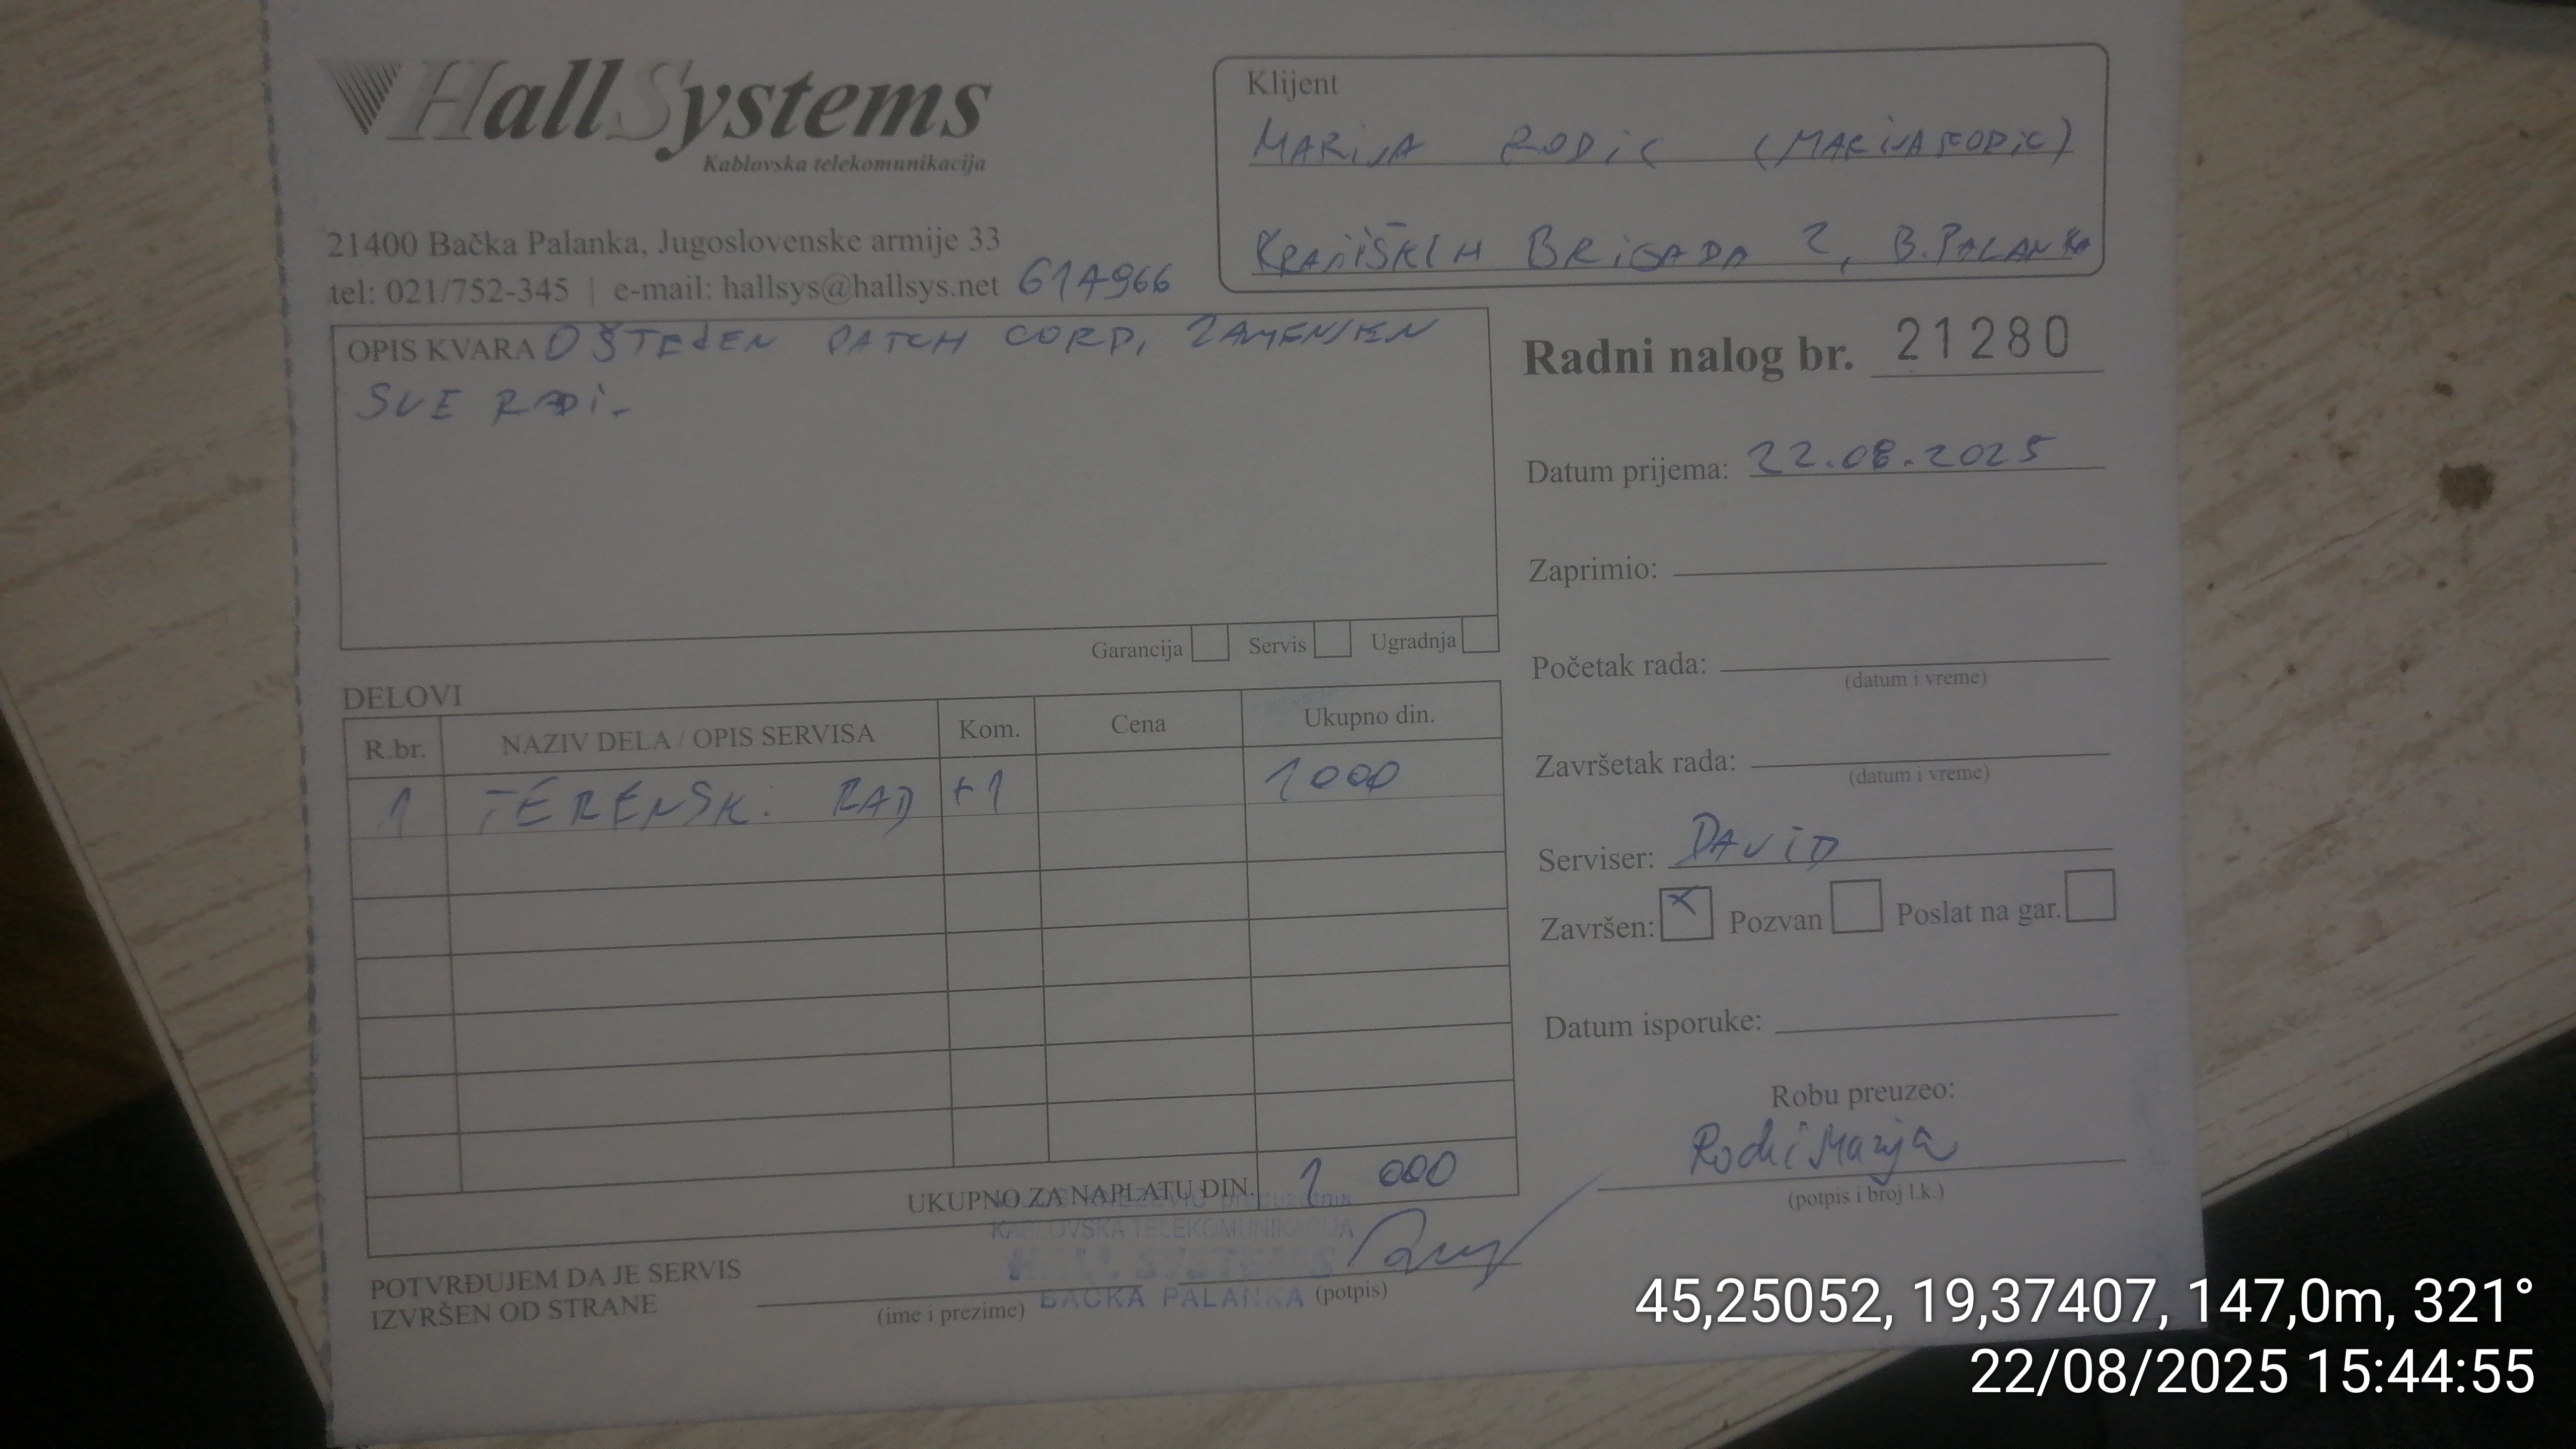 HallSystems
Kablovska telekomunikacija
21400 Bačka Palanka, Jugoslovenske armije 33
tel: 021/752-345 | e-mail: hallsys@hallsys.net 614966
Klijent
MARIJA RODIC (MARIJARODIC)
KRAJIŠKIH BRIGADA 2, B.PALANKA
OPIS KVARA OŠTEĆEN PATCH CORD, ZAMENJEN
SVE RADI.
Garancija Servis Ugradnja
Radni nalog br. 21280
Datum prijema: 22.08.2025
Zaprimio:
Početak rada:
(datum i vreme)
Završetak rada:
(datum i vreme)
Serviser: DAVID
Završen: x Pozvan Poslat na gar.
Datum isporuke:
Robu preuzeo:
Rodić Marija
(potpis i broj l.k.)
DELOVI
R.br. NAZIV DELA / OPIS SERVISA Kom. Cena Ukupno din.
1 TERENSK. RAD +1 1000
UKUPNO ZA NAPLATU DIN. 1 000
KABLOVSKA TELEKOMUNIKACIJA
HALL SYSTEMS
BAČKA PALANKA
POTVRĐUJEM DA JE SERVIS
IZVRŠEN OD STRANE
(ime i prezime) (potpis)
45,25052, 19,37407, 147,0m, 321°
22/08/2025 15:44:55